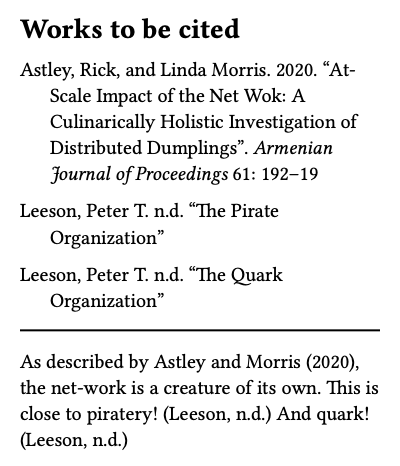 Works to be cited
Astley, Rick, and Linda Morris. 2020. “At-
Scale Impact of the Net Wok: A
Culinarically Holistic Investigation of
Distributed Dumplings”. Armenian
Journal of Proceedings 61: 192–19
Leeson, Peter T. n.d. “The Pirate
Organization”
Leeson, Peter T. n.d. “The Quark
Organization”
As described by Astley and Morris (2020),
the net-work is a creature of its own. This is
close to piratery! (Leeson, n.d.) And quark!
(Leeson, n.d.)